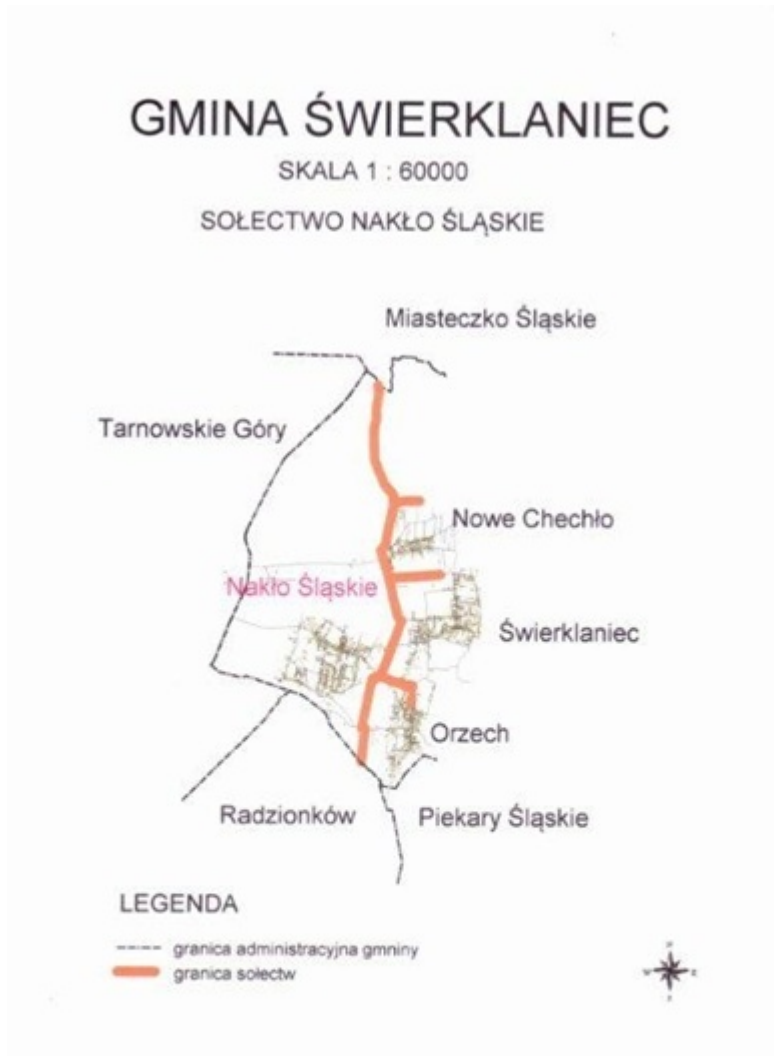 GMINA ŚWIERKLANIEC
SKALA 1 : 60000
SOŁECTWO NAKŁO ŚLĄSKIE
Miasteczko Śląskie
Tarnowskie Góry
Nowe Chechło
Nakło Śląskie
Świerklaniec
Orzech
Radzionków
Piekary Śląskie
LEGENDA
granica administracyjna gmniny
granica sołectw